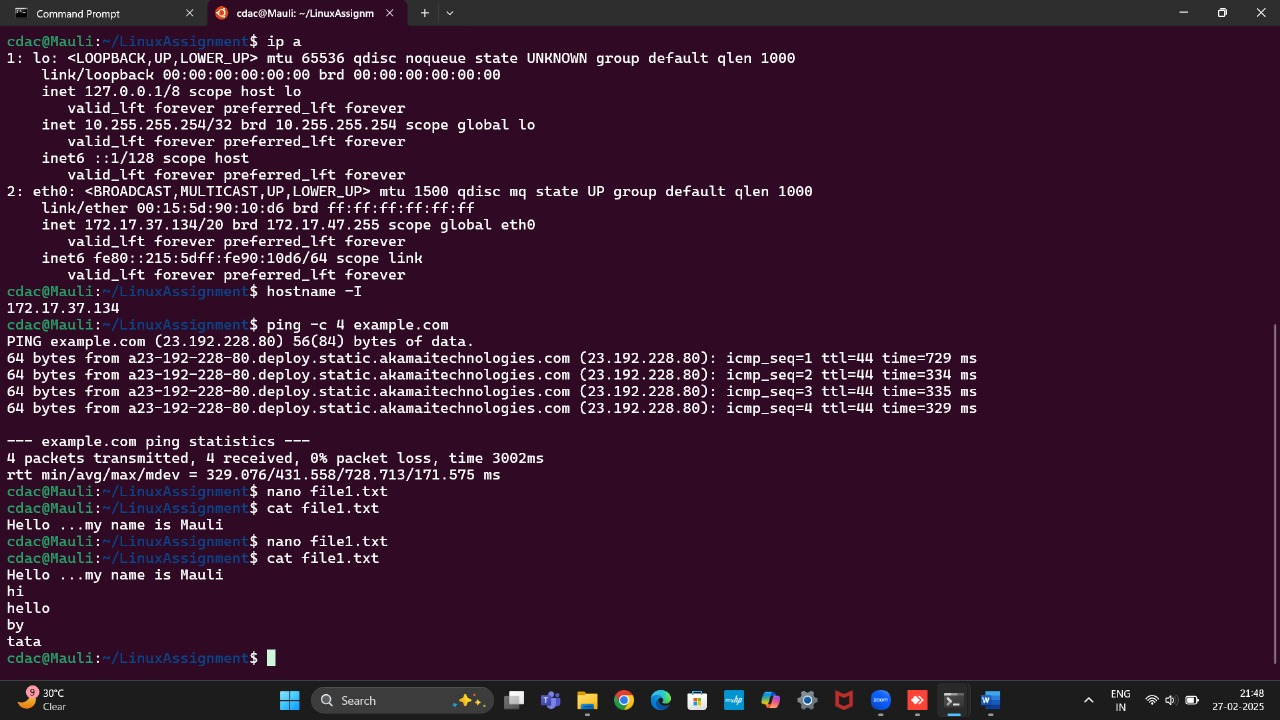 Command Prompt
cdac@Mauli: ~/LinuxAssignm
cdac@Mauli:~/LinuxAssignment$ ip a
1: lo: <LOOPBACK,UP,LOWER_UP> mtu 65536 qdisc noqueue state UNKNOWN group default qlen 1000
    link/loopback 00:00:00:00:00:00 brd 00:00:00:00:00:00
    inet 127.0.0.1/8 scope host lo
       valid_lft forever preferred_lft forever
    inet 10.255.255.254/32 brd 10.255.255.254 scope global lo
       valid_lft forever preferred_lft forever
    inet6 ::1/128 scope host
       valid_lft forever preferred_lft forever
2: eth0: <BROADCAST,MULTICAST,UP,LOWER_UP> mtu 1500 qdisc mq state UP group default qlen 1000
    link/ether 00:15:5d:90:10:d6 brd ff:ff:ff:ff:ff:ff
    inet 172.17.37.134/20 brd 172.17.47.255 scope global eth0
       valid_lft forever preferred_lft forever
    inet6 fe80::215:5dff:fe90:10d6/64 scope link
       valid_lft forever preferred_lft forever
cdac@Mauli:~/LinuxAssignment$ hostname -I
172.17.37.134
cdac@Mauli:~/LinuxAssignment$ ping -c 4 example.com
PING example.com (23.192.228.80) 56(84) bytes of data.
64 bytes from a23-192-228-80.deploy.static.akamaitechnologies.com (23.192.228.80): icmp_seq=1 ttl=44 time=729 ms
64 bytes from a23-192-228-80.deploy.static.akamaitechnologies.com (23.192.228.80): icmp_seq=2 ttl=44 time=334 ms
64 bytes from a23-192-228-80.deploy.static.akamaitechnologies.com (23.192.228.80): icmp_seq=3 ttl=44 time=335 ms
64 bytes from a23-192-228-80.deploy.static.akamaitechnologies.com (23.192.228.80): icmp_seq=4 ttl=44 time=329 ms
--- example.com ping statistics ---
4 packets transmitted, 4 received, 0% packet loss, time 3002ms
rtt min/avg/max/mdev = 329.076/431.558/728.713/171.575 ms
cdac@Mauli:~/LinuxAssignment$ nano file1.txt
cdac@Mauli:~/LinuxAssignment$ cat file1.txt
Hello ...my name is Mauli
cdac@Mauli:~/LinuxAssignment$ nano file1.txt
cdac@Mauli:~/LinuxAssignment$ cat file1.txt
Hello ...my name is Mauli
hi
hello
by
tata
cdac@Mauli:~/LinuxAssignment$
9
30°C
Clear
Search
myhp
zoom
ENG
IN
21:48
27-02-2025